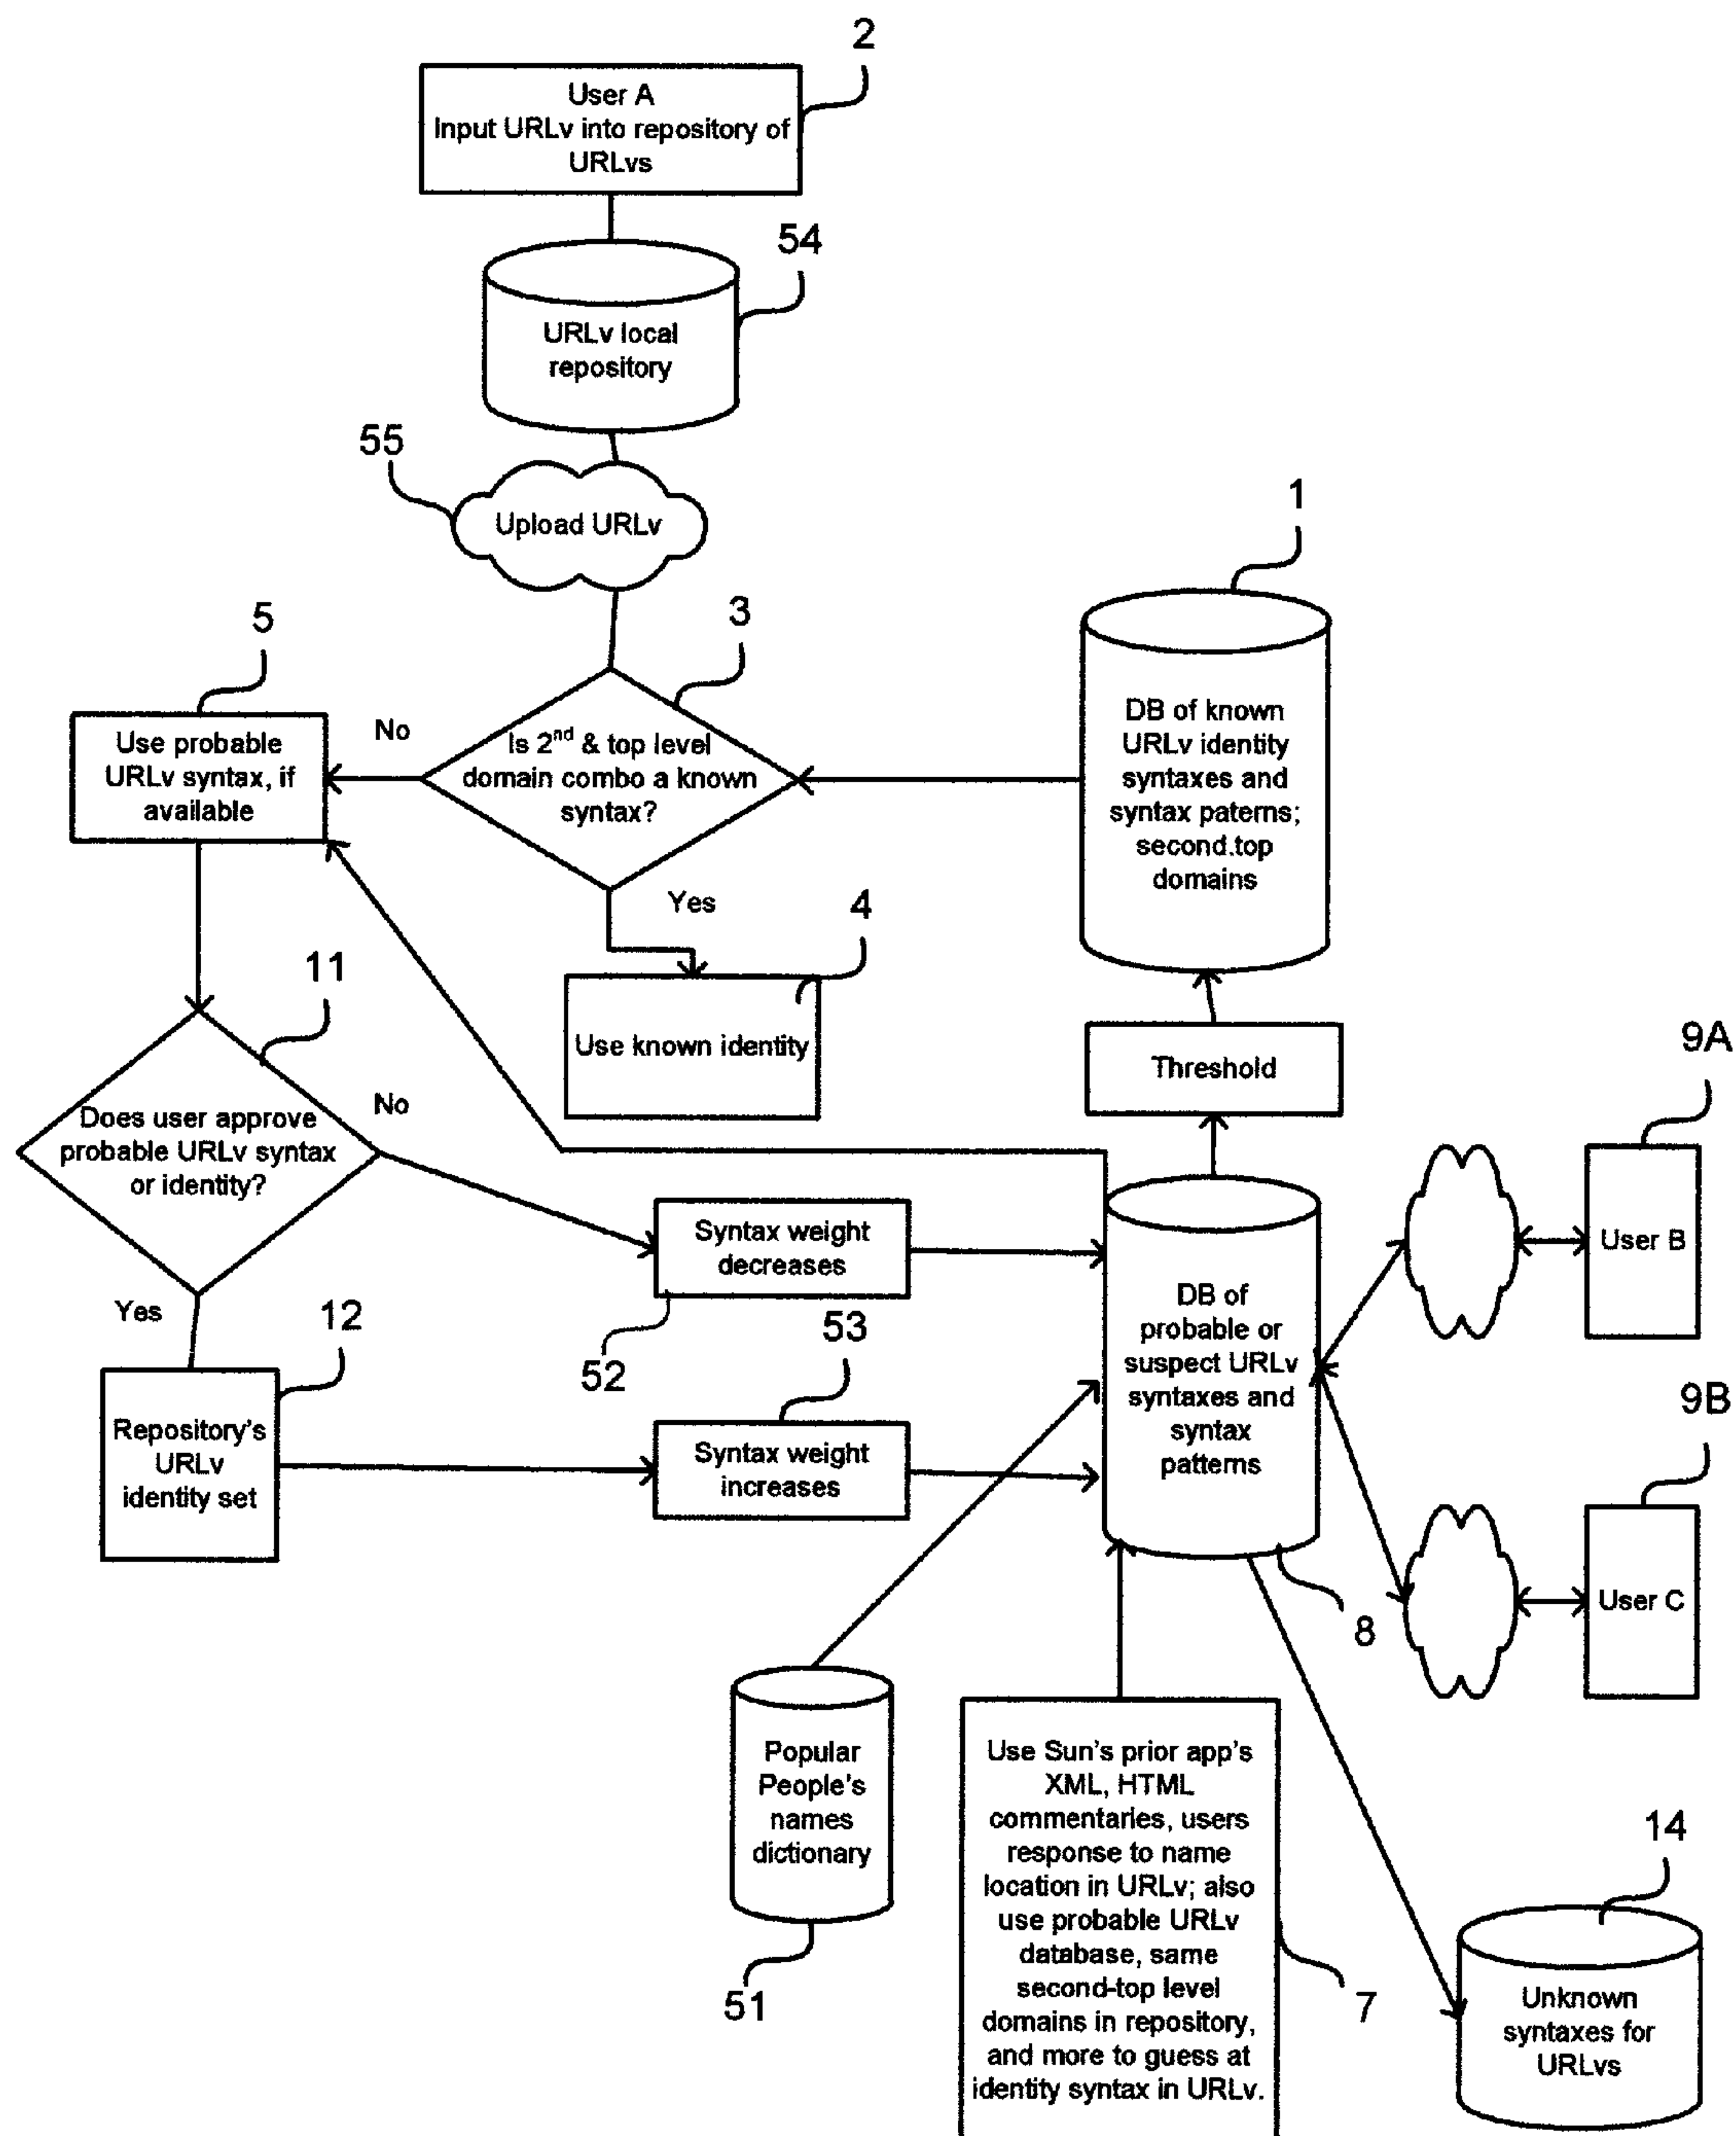 2
User A
Input URLv into repository of
URLvs
54
URLv local
repository
55
Upload URLv
1
5
3
DB of known
URLv identity
syntaxes and
syntax paterns;
second.top
domains
Use probable
URLv syntax, if
available
No
Is 2nd & top level
domain combo a known
syntax?
Yes
4
Use known identity
11
Threshold
9A
Does user approve
probable URLv syntax
or identity?
No
User B
Syntax weight
decreases
52
DB of
probable or
suspect URLv
syntaxes and
syntax
patterns
Yes
12
53
9B
Repository's
URLv
identity set
Syntax weight
increases
User C
8
Popular
People's
names
dictionary
51
Use Sun's prior app's
XML, HTML
commentaries, users
response to name
location in URLv; also
use probable URLv
database, same
second-top level
domains in repository,
and more to guess at
identity syntax in URLv.
7
14
Unknown
syntaxes for
URLvs